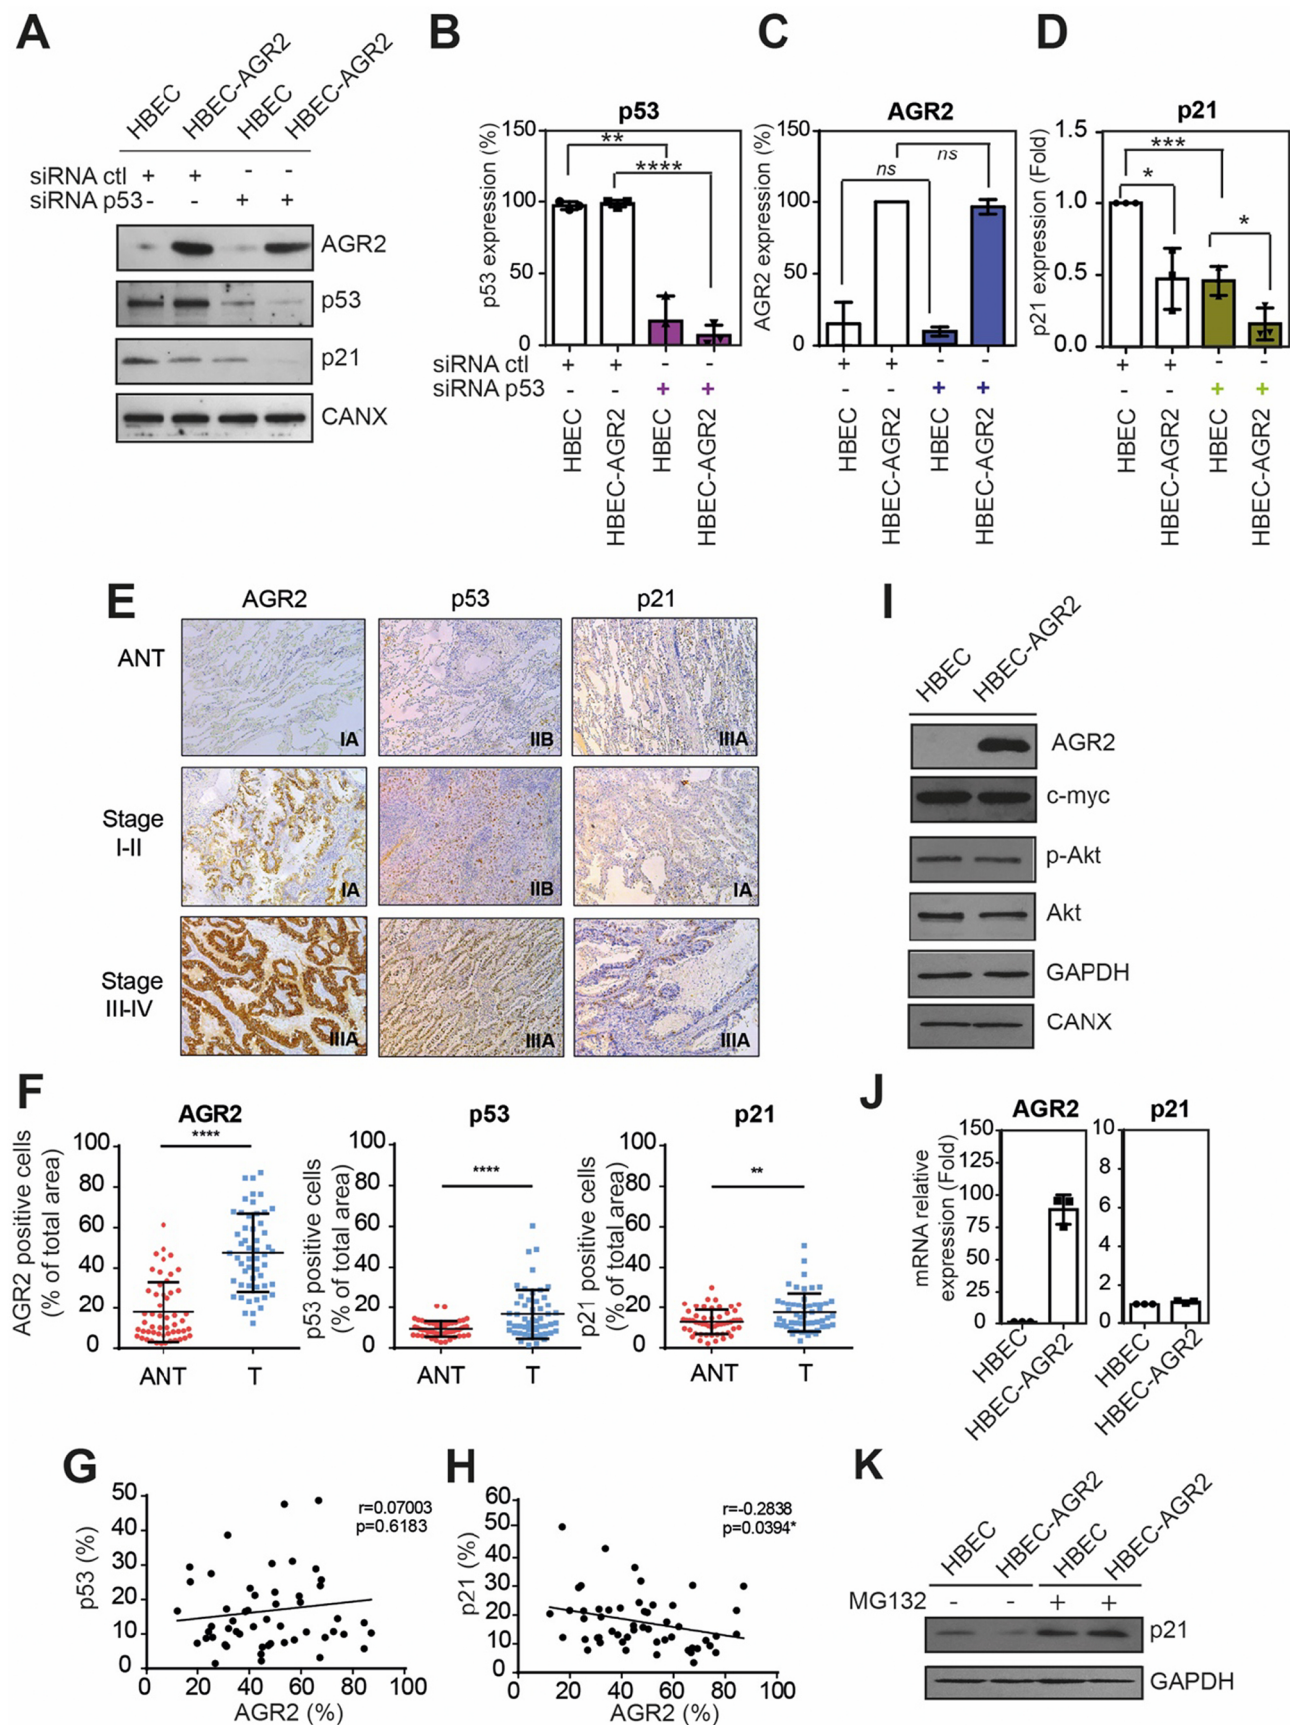 A
HBEC
HBEC-AGR2
HBEC
HBEC-AGR2
siRNA ctl + + - -
siRNA p53 - - + +
AGR2
p53
p21
CANX
B
p53
p53 expression (%)
150
100
50
0
**
****
siRNA ctl + + - -
siRNA p53 - - + +
HBEC
HBEC-AGR2
HBEC
HBEC-AGR2
C
AGR2
AGR2 expression (%)
150
100
50
0
ns
ns
+ + - -
- - + +
HBEC
HBEC-AGR2
HBEC
HBEC-AGR2
D
p21
p21 expression (Fold)
1.5
1.0
0.5
0.0
***
*
*
+ + - -
- - + +
HBEC
HBEC-AGR2
HBEC
HBEC-AGR2
E
AGR2 p53 p21
ANT
IA IIB IIIA
Stage
I-II
IA IIB IA
Stage
III-IV
IIIA IIIA IIIA
F
AGR2
AGR2 positive cells
(% of total area)
100
80
60
40
20
0
****
ANT T
p53
p53 positive cells
(% of total area)
100
80
60
40
20
0
****
ANT T
p21
p21 positive cells
(% of total area)
100
80
60
40
20
0
**
ANT T
G
p53 (%)
50
40
30
20
10
0
r=0.07003
p=0.6183
0 20 40 60 80 100
AGR2 (%)
H
p21 (%)
60
50
40
30
20
10
0
r=-0.2838
p=0.0394*
0 20 40 60 80 100
AGR2 (%)
I
HBEC
HBEC-AGR2
AGR2
c-myc
p-Akt
Akt
GAPDH
CANX
J
AGR2
mRNA relative
expression (Fold)
150
125
100
75
50
25
0
HBEC
HBEC-AGR2
p21
10
8
6
4
2
0
HBEC
HBEC-AGR2
K
HBEC
HBEC-AGR2
HBEC
HBEC-AGR2
MG132 - - + +
p21
GAPDH